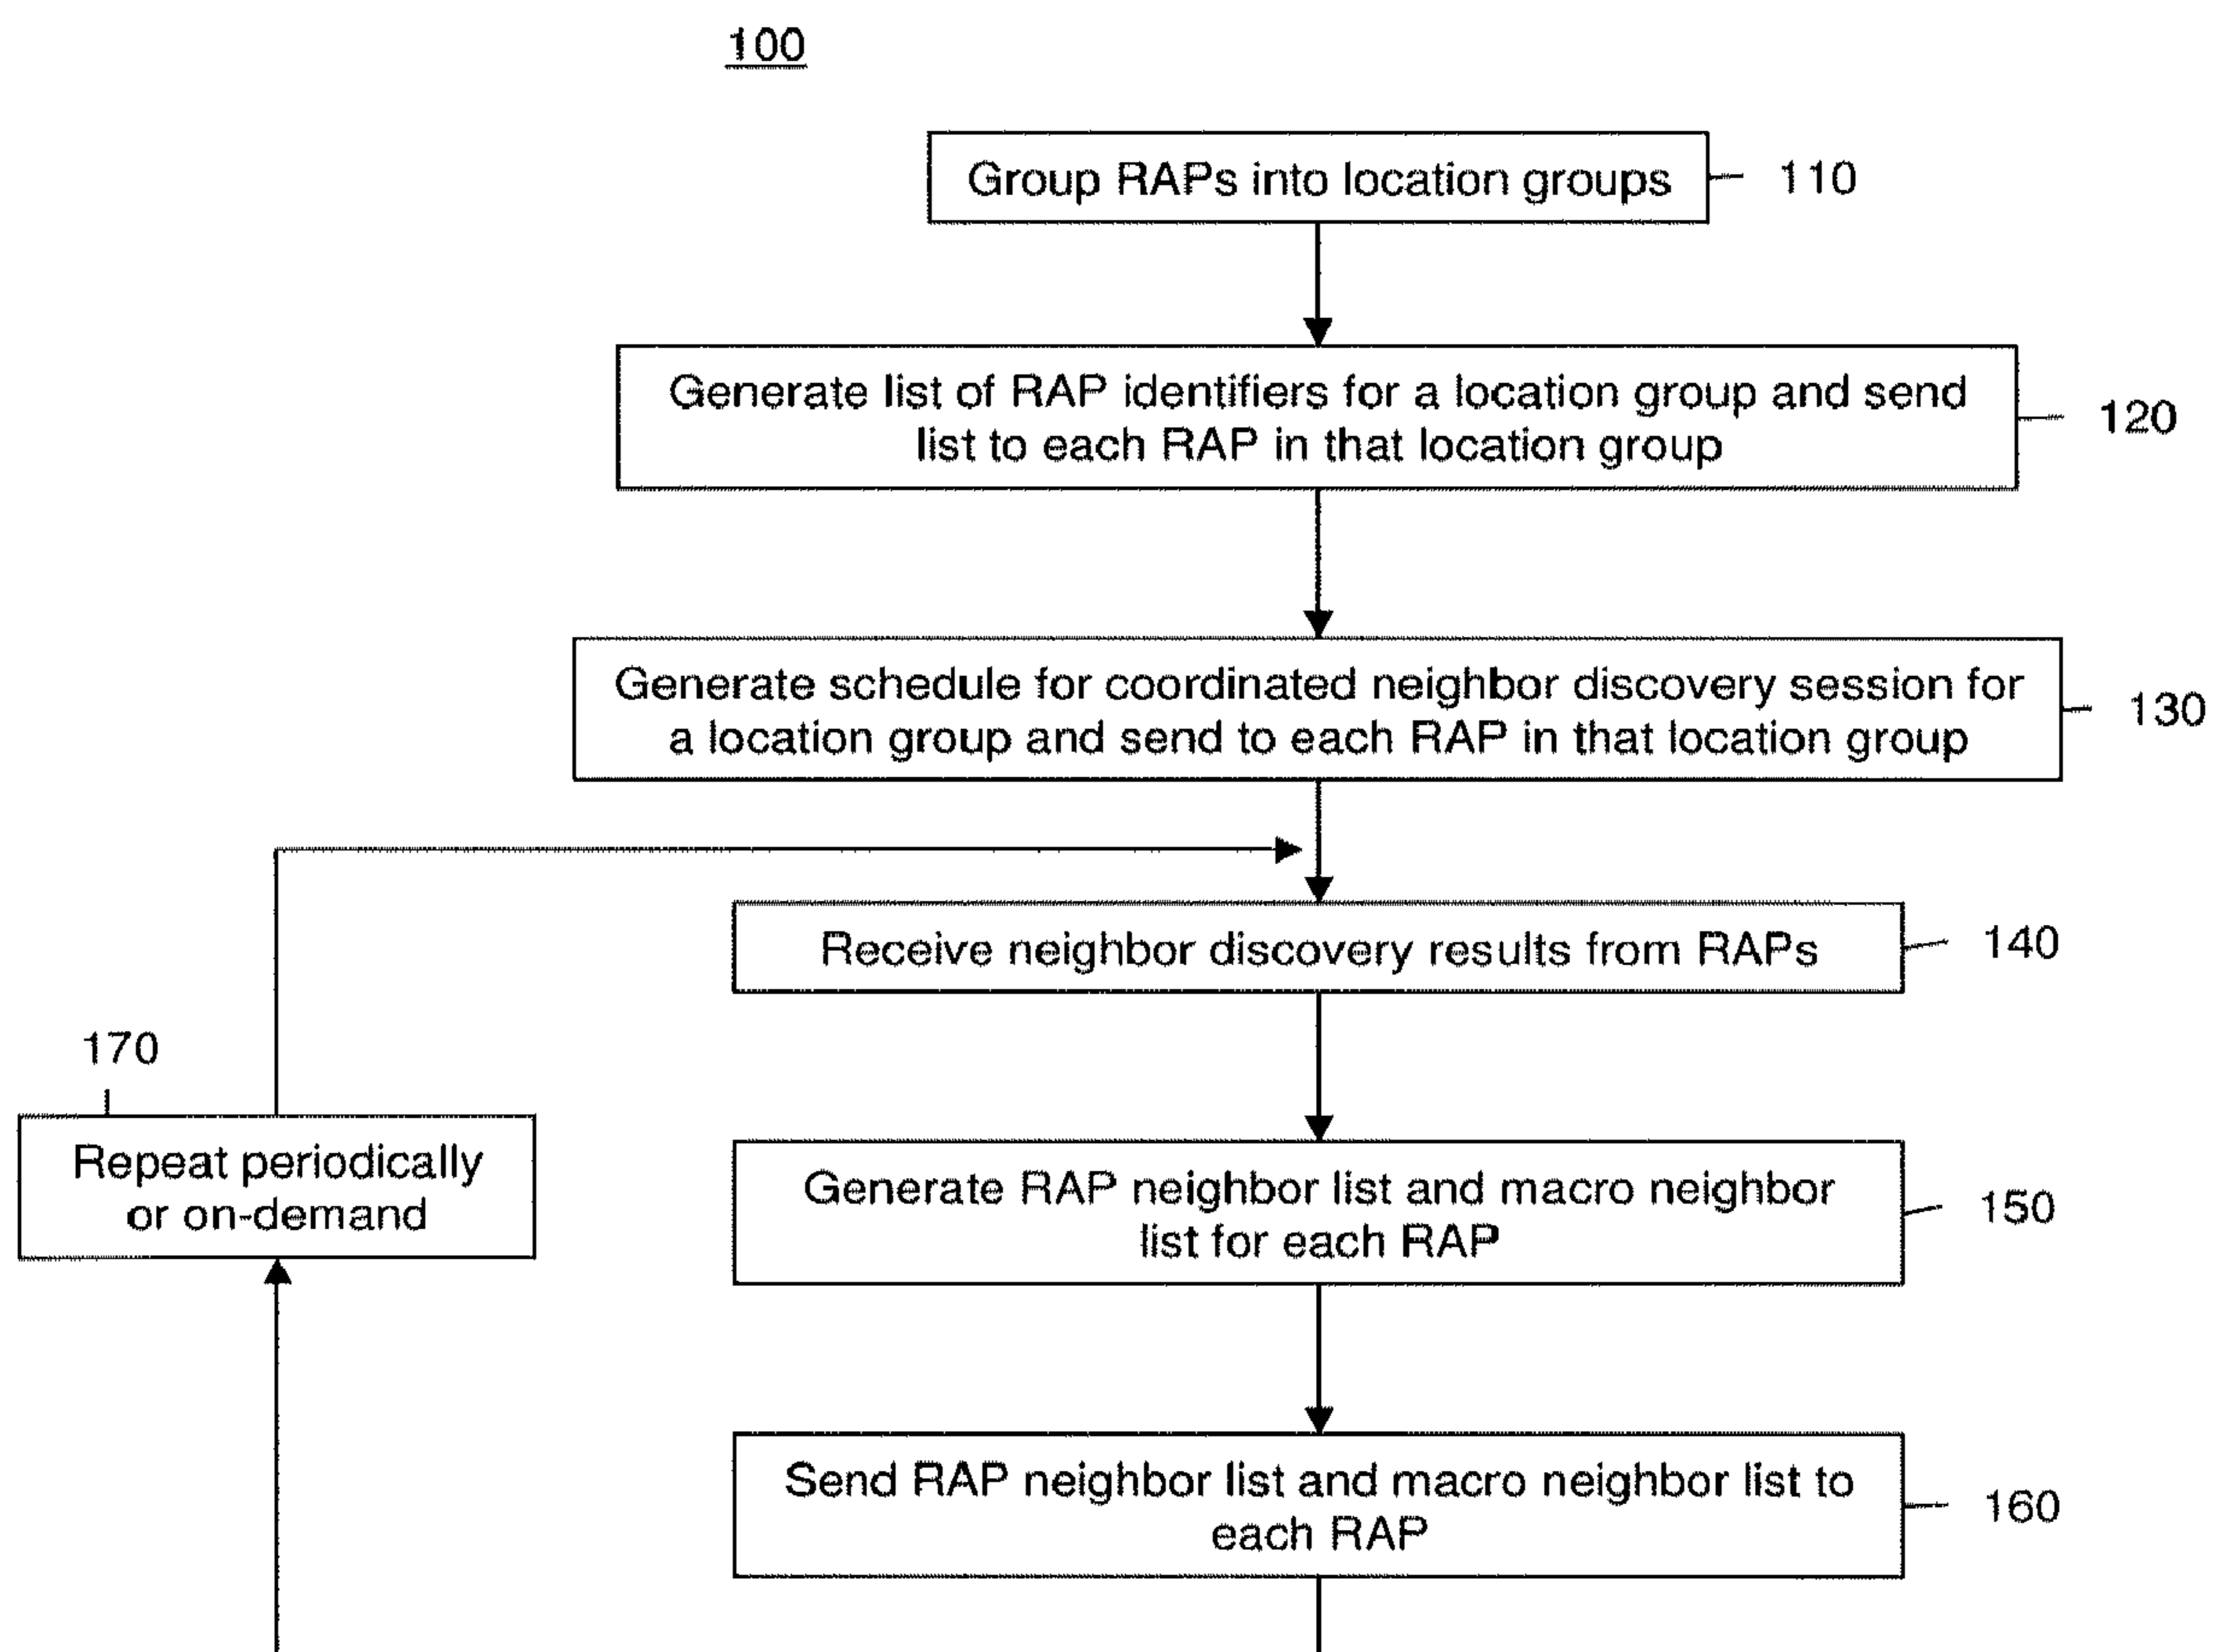 100
Group RAPs into location groups
110
Generate list of RAP identifiers for a location group and send
list to each RAP in that location group
120
Generate schedule for coordinated neighbor discovery session for
a location group and send to each RAP in that location group
130
Receive neighbor discovery results from RAPs
140
170
Repeat periodically
or on-demand
Generate RAP neighbor list and macro neighbor
list for each RAP
150
Send RAP neighbor list and macro neighbor list to
each RAP
160